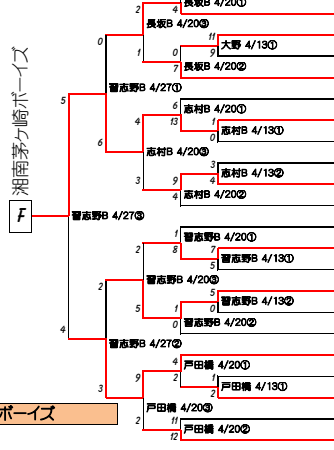 長坂B 4/20①
2
4
長坂B 4/20③
11
大野 4/13①
0
0
9
1
7
長坂B 4/20②
習志野B 4/27①
5
6
志村B 4/20①
4
13
1
志村B 4/13①
0
6
志村B 4/20③
3
志村B 4/13②
3
9
4
4
志村B 4/20②
湘南茅ヶ崎ボーイズ
F
習志野B 4/27③
1
習志野B 4/20①
2
8
7
習志野B 4/13①
5
2
習志野B 4/20③
5
習志野B 4/13②
5
1
0
0
習志野B 4/20②
4
習志野B 4/27②
4
戸田橋 4/20①
9
2
1
戸田橋 4/13①
2
3
戸田橋 4/20③
ボーイズ
2
11
戸田橋 4/20②
12